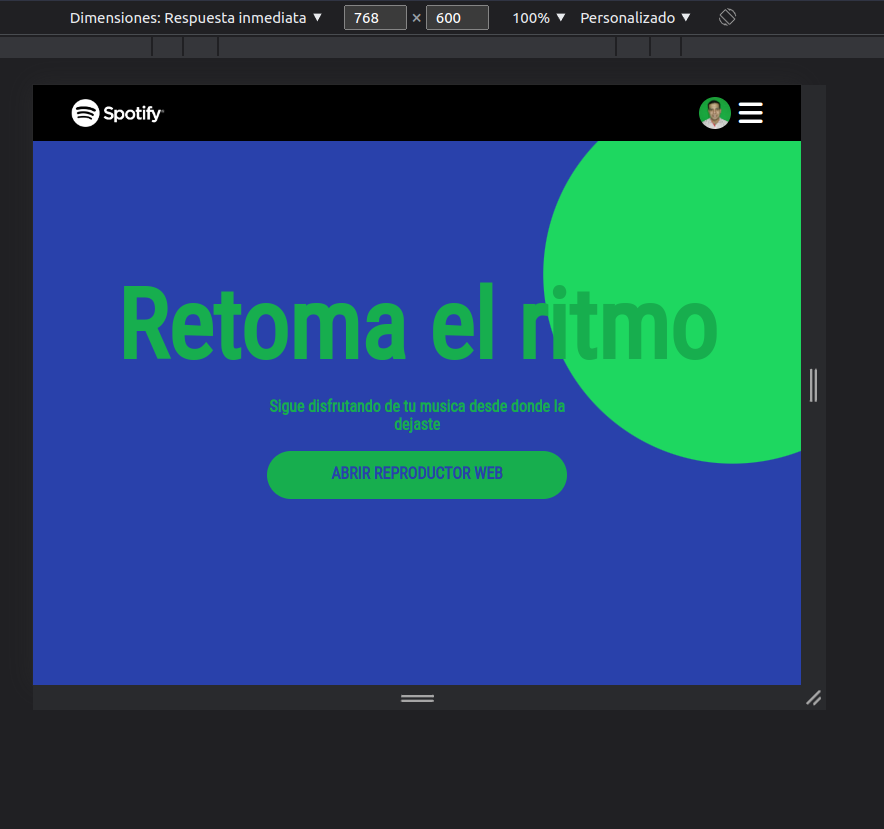 Dimensiones: Respuesta inmediata ▼ 768 × 600 100% ▼ Personalizado ▼
Spotify
Retoma el ritmo
Sigue disfrutando de tu musica desde donde la
dejaste
ABRIR REPRODUCTOR WEB